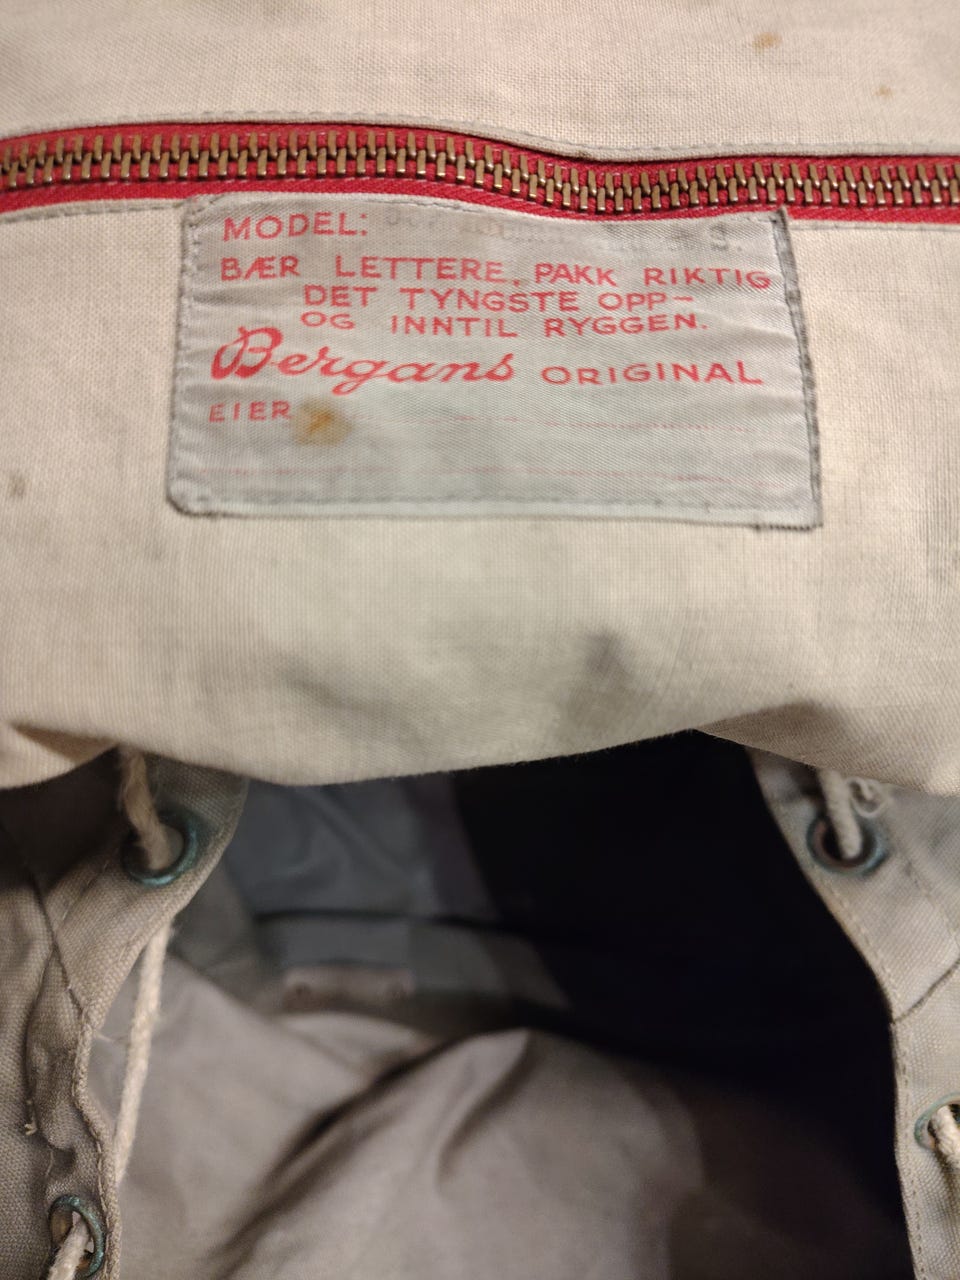 MODEL:
BÆR LETTERE, PAKK RIKTIG
DET TYNGSTE OPP-
OG INNTIL RYGGEN.
Bergans ORIGINAL
EIER